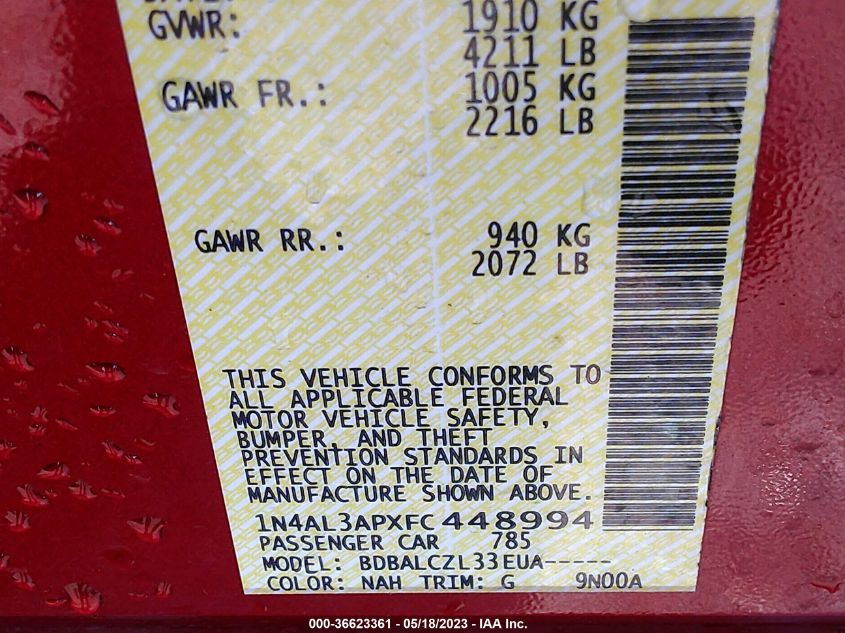 GVWR: 1910 KG
4211 LB
GAWR FR.: 1005 KG
2216 LB
GAWR RR.: 940 KG
2072 LB
THIS VEHICLE CONFORMS TO
ALL APPLICABLE FEDERAL
MOTOR VEHICLE SAFETY,
BUMPER, AND THEFT
PREVENTION STANDARDS IN
EFFECT ON THE DATE OF
MANUFACTURE SHOWN ABOVE.
1N4AL3APXFC448994
PASSENGER CAR 785
MODEL: BDBALCZL33EUA-----
COLOR: NAH TRIM: G 9N00A
000-36623361 - 05/18/2023 - IAA Inc.